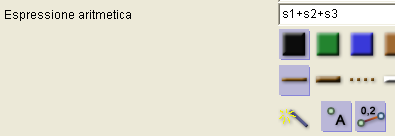 Espressione aritmetica
s1+s2+s3
A
0,2